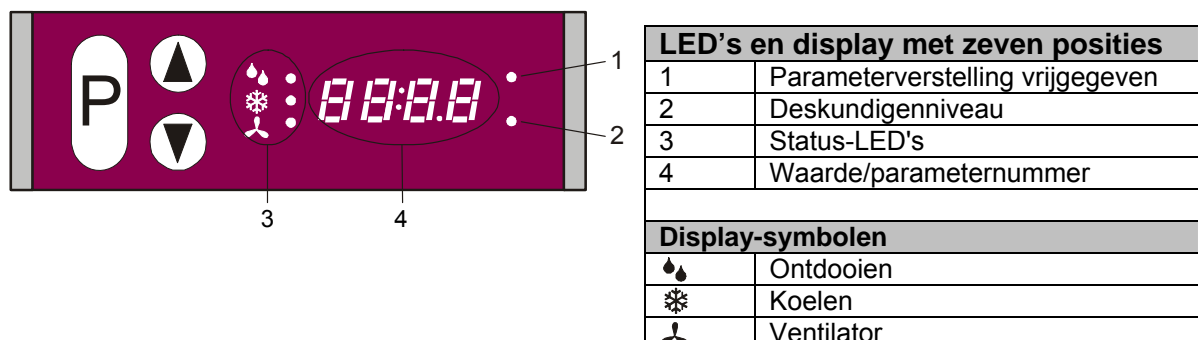 P
88:8.8
1
2
3
4
LED's en display met zeven posities
1 Parameterverstelling vrijgegeven
2 Deskundigenniveau
3 Status-LED's
4 Waarde/parameternummer
Display-symbolen
Ontdooien
Koelen
Ventilator